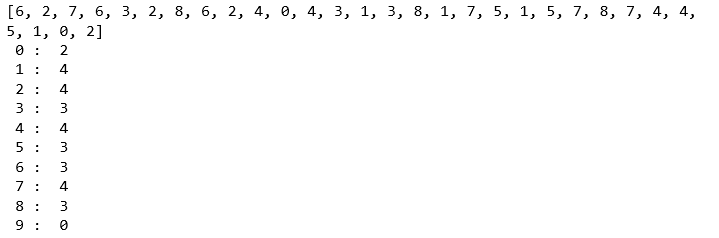 [6, 2, 7, 6, 3, 2, 8, 6, 2, 4, 0, 4, 3, 1, 3, 8, 1, 7, 5, 1, 5, 7, 8, 7, 4, 4,
5, 1, 0, 2]
0 :  2
1 :  4
2 :  4
3 :  3
4 :  4
5 :  3
6 :  3
7 :  4
8 :  3
9 :  0